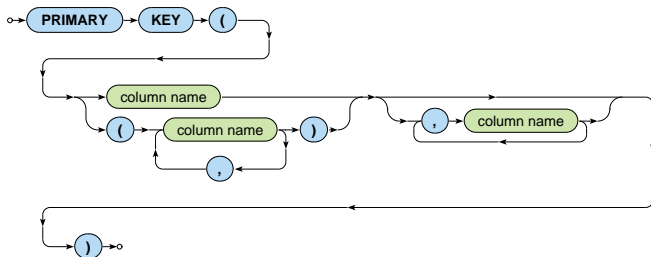 PRIMARY KEY (
column name
( column name ) , column name
,
)